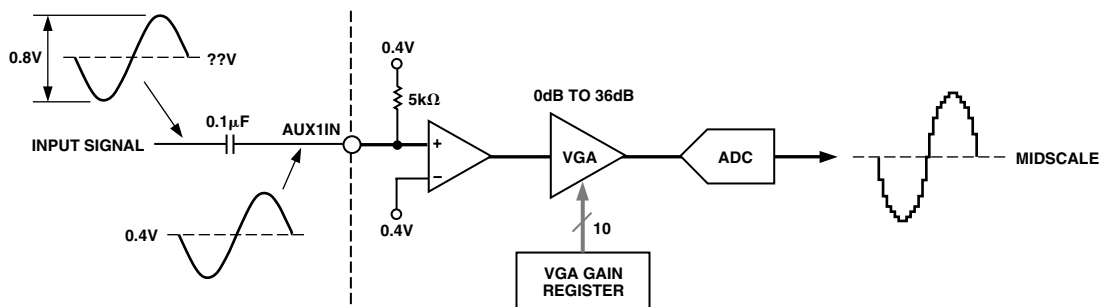 0.8V
??V
0.4V
5kΩ
0dB TO 36dB
0.1µF
AUX1IN
INPUT SIGNAL
+
VGA
ADC
MIDSCALE
–
0.4V
0.4V
10
VGA GAIN
REGISTER